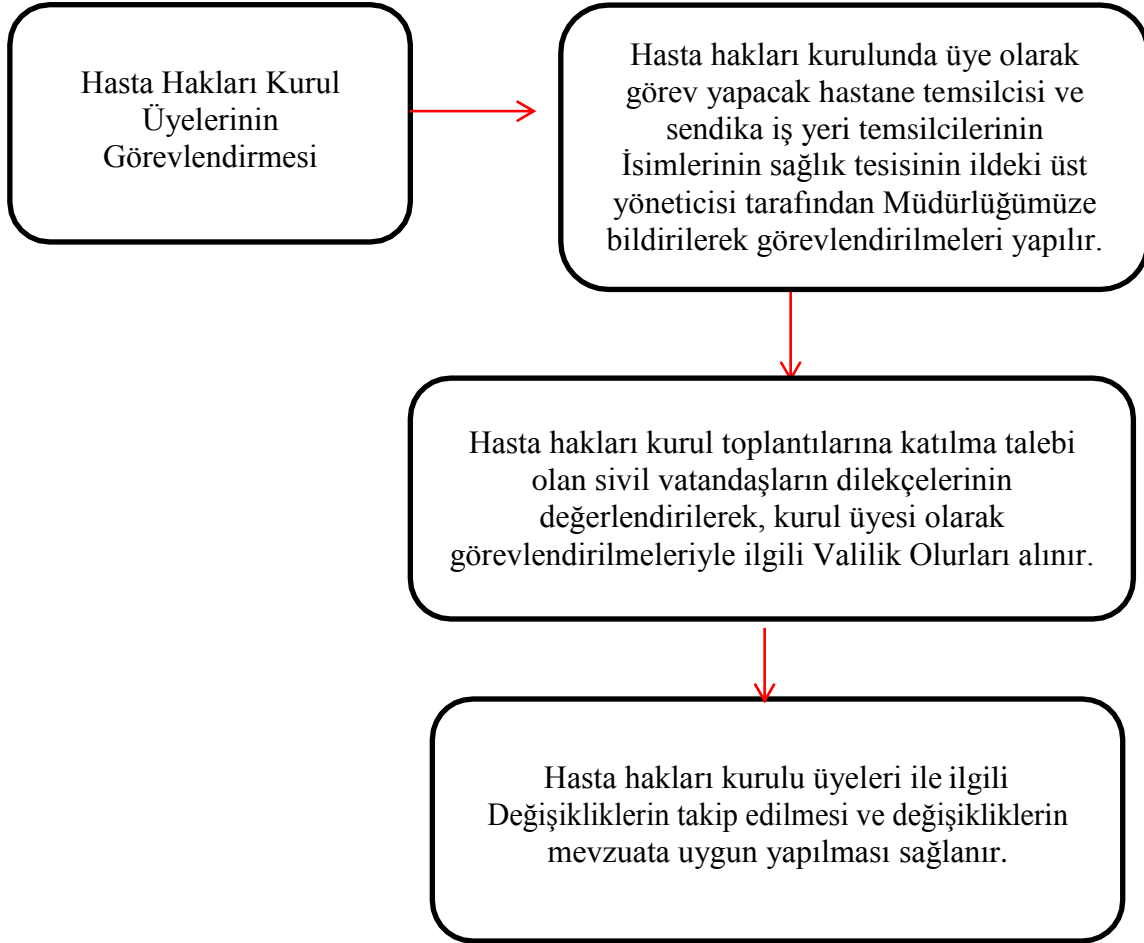 Hasta Hakları Kurul
Üyelerinin
Görevlendirmesi
Hasta hakları kurulunda üye olarak
görev yapacak hastane temsilcisi ve
sendika iş yeri temsilcilerinin
İsimlerinin sağlık tesisinin ildeki üst
yöneticisi tarafından Müdürlüğümüze
bildirilerek görevlendirilmeleri yapılır.
Hasta hakları kurul toplantılarına katılma talebi
olan sivil vatandaşların dilekçelerinin
değerlendirilerek, kurul üyesi olarak
görevlendirilmeleriyle ilgili Valilik Olurları alınır.
Hasta hakları kurulu üyeleri ile ilgili
Değişikliklerin takip edilmesi ve değişikliklerin
mevzuata uygun yapılması sağlanır.